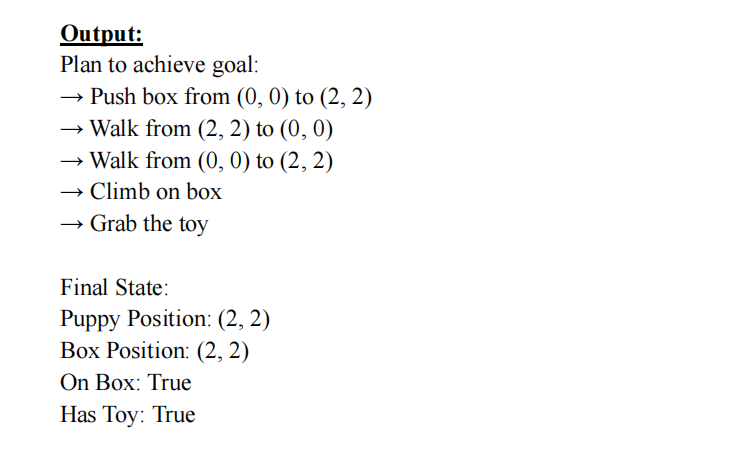 Output:
Plan to achieve goal:
→ Push box from (0, 0) to (2, 2)
→ Walk from (2, 2) to (0, 0)
→ Walk from (0, 0) to (2, 2)
→ Climb on box
→ Grab the toy
Final State:
Puppy Position: (2, 2)
Box Position: (2, 2)
On Box: True
Has Toy: True